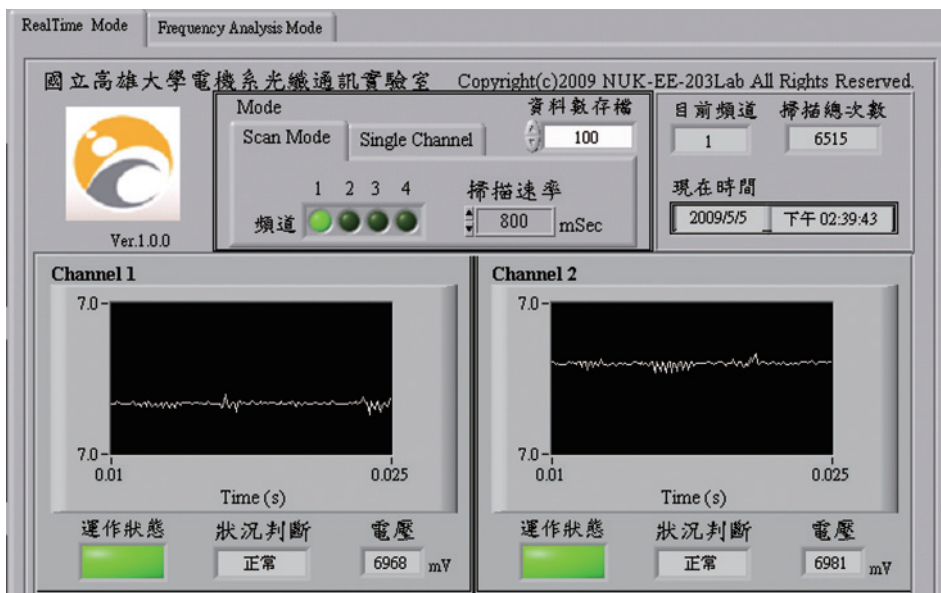 RealTime Mode
Frequency Analysis Mode
國立高雄大學電機系光纖通訊實驗室 Copyright(c)2009 NUK-EE-203Lab All Rights Reserved.
Ver.1.0.0
Mode
資料數存檔
Scan Mode
Single Channel
100
1 2 3 4
頻道
掃描速率
800 mSec
目前頻道
掃描總次數
1
6515
現在時間
2009/5/5
下午 02:39:43
Channel 1
7.0
7.0
0.01
0.025
Time (s)
運作狀態
狀況判斷
電壓
正常
6968 mV
Channel 2
7.0
7.0
0.01
0.025
Time (s)
運作狀態
狀況判斷
電壓
正常
6981 mV